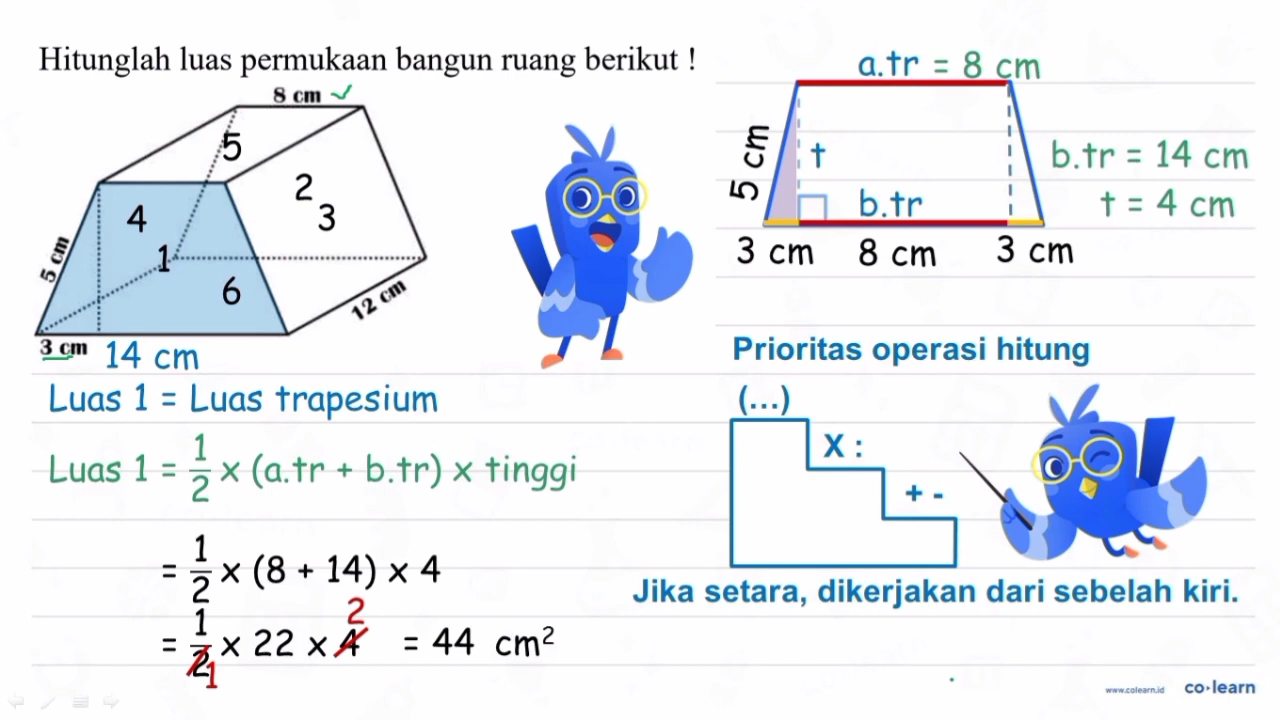 Hitunglah luas permukaan bangun ruang berikut !
8 cm ✓
5
2
3
4
1
6
5 cm
12 cm
3 cm
14 cm
Luas 1 = Luas trapesium
Luas 1 = 1/2 x (a.tr + b.tr) x tinggi
= 1/2 x (8 + 14) x 4
2
= 1/2 x 22 x 4 = 44 cm²
1
a.tr = 8 cm
5 cm
t
b.tr = 14 cm
b.tr
t = 4 cm
3 cm 8 cm 3 cm
Prioritas operasi hitung
(...)
X :
+ -
Jika setara, dikerjakan dari sebelah kiri.
www.colearn.id co·learn